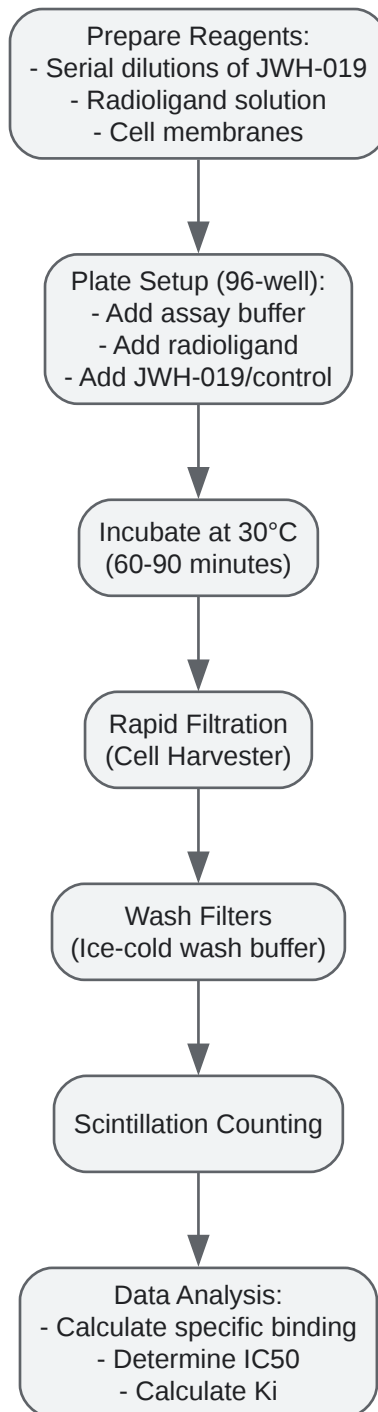 Prepare Reagents:
- Serial dilutions of JWH-019
- Radioligand solution
- Cell membranes
Plate Setup (96-well):
- Add assay buffer
- Add radioligand
- Add JWH-019/control
Incubate at 30°C
(60-90 minutes)
Rapid Filtration
(Cell Harvester)
Wash Filters
(Ice-cold wash buffer)
Scintillation Counting
Data Analysis:
- Calculate specific binding
- Determine IC50
- Calculate Ki